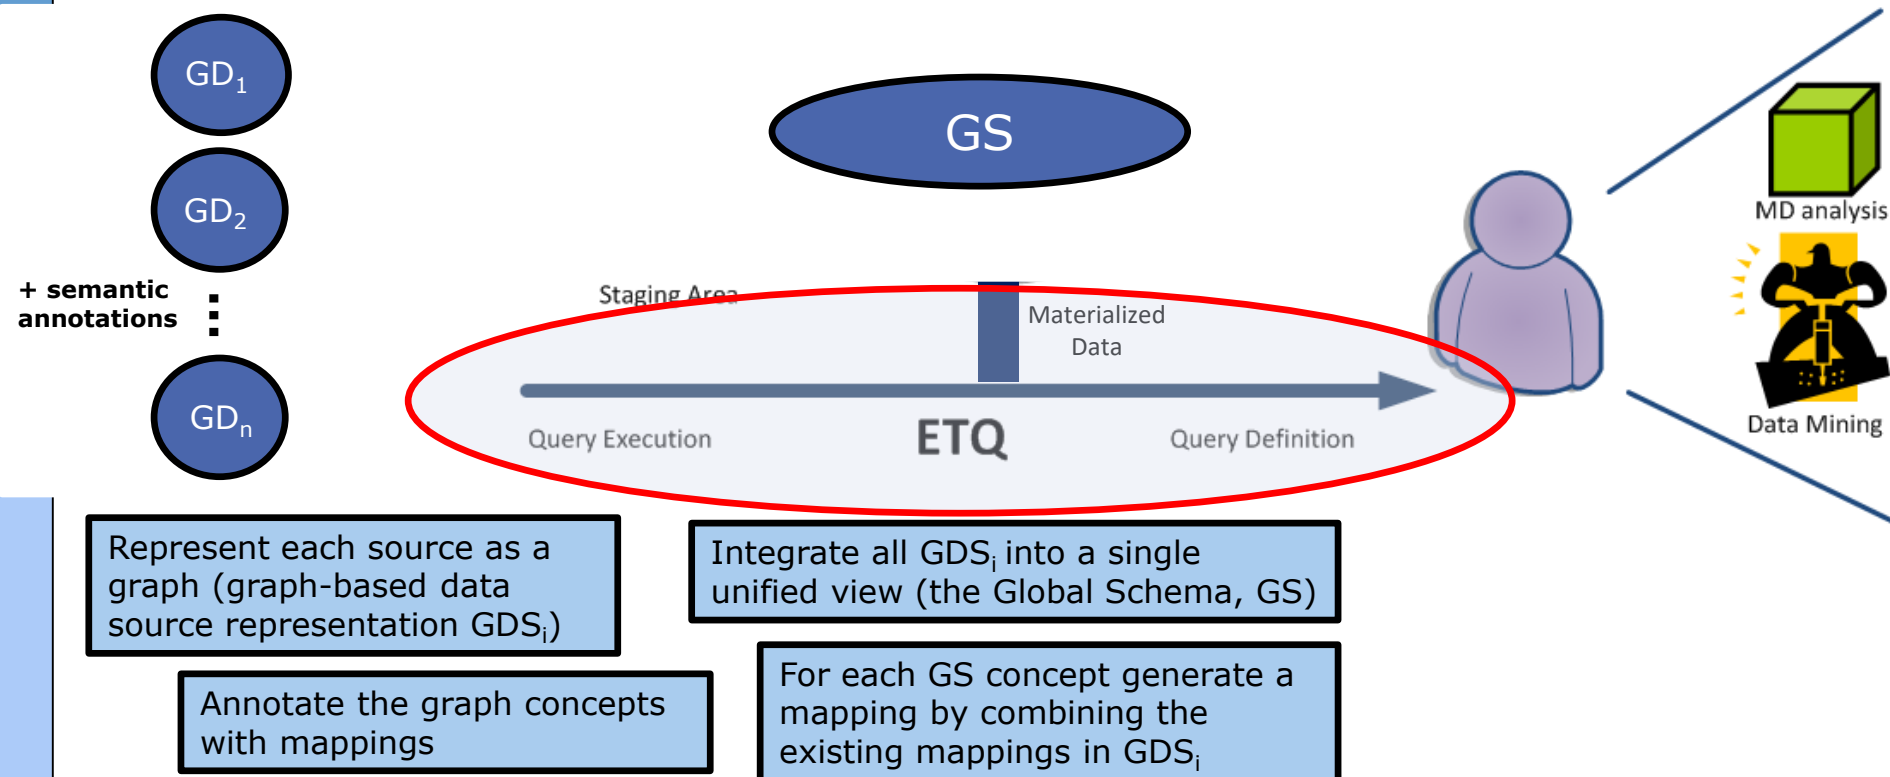 GD₁
GD₂
+ semantic
annotations
GDₙ
GS
Staging Area
Materialized
Data
Query Execution
ETQ
Query Definition
MD analysis
Data Mining
Represent each source as a
graph (graph-based data
source representation GDSᵢ)
Annotate the graph concepts
with mappings
Integrate all GDSᵢ into a single
unified view (the Global Schema, GS)
For each GS concept generate a
mapping by combining the
existing mappings in GDSᵢ